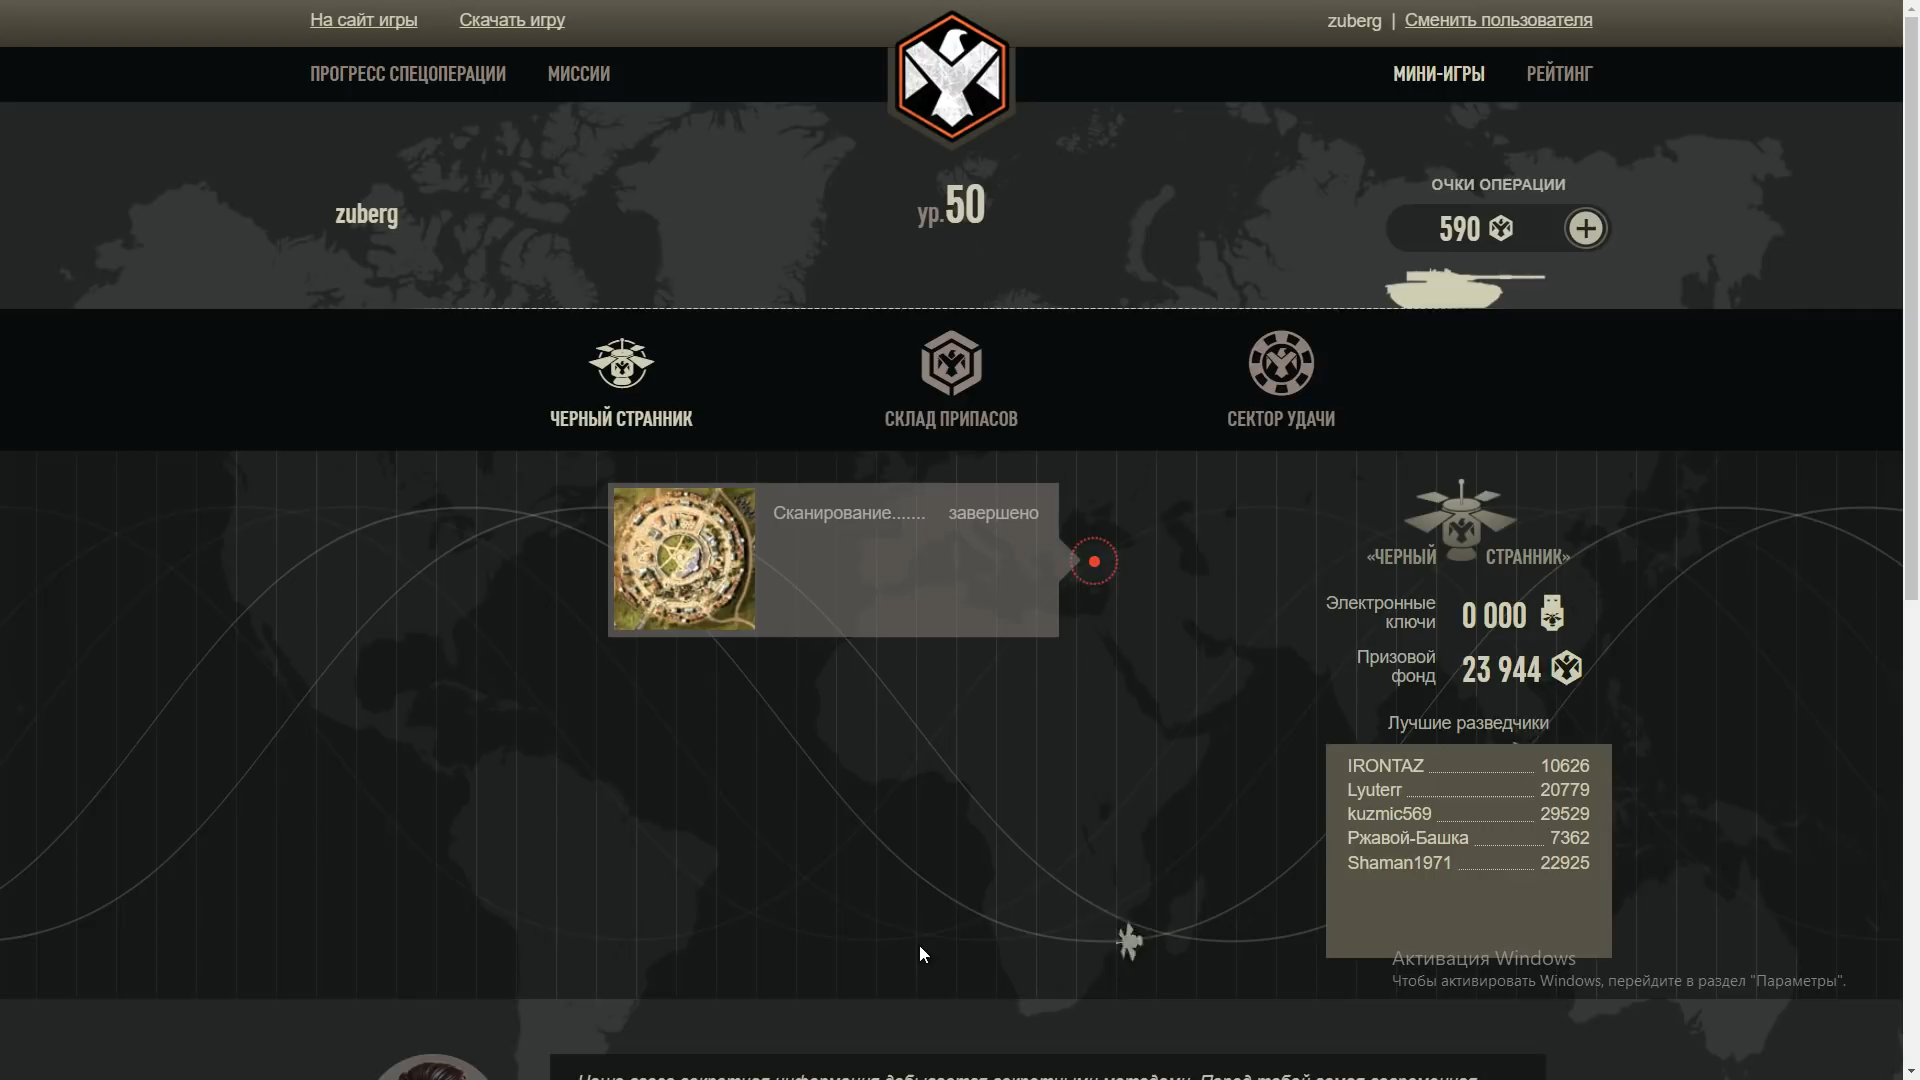 На сайт игры Скачать игру
zuberg | Сменить пользователя
ПРОГРЕСС СПЕЦОПЕРАЦИИ МИССИИ
МИНИ-ИГРЫ РЕЙТИНГ
zuberg
ур.50
ОЧКИ ОПЕРАЦИИ
590
ЧЕРНЫЙ СТРАННИК
СКЛАД ПРИПАСОВ
СЕКТОР УДАЧИ
Сканирование....... завершено
«ЧЕРНЫЙ СТРАННИК»
Электронные
ключи
0 000
Призовой
фонд
23 944
Лучшие разведчики
IRONTAZ 10626
Lyuterr 20779
kuzmic569 29529
Ржавой-Башка 7362
Shaman1971 22925
Активация Windows
Чтобы активировать Windows, перейдите в раздел "Параметры".